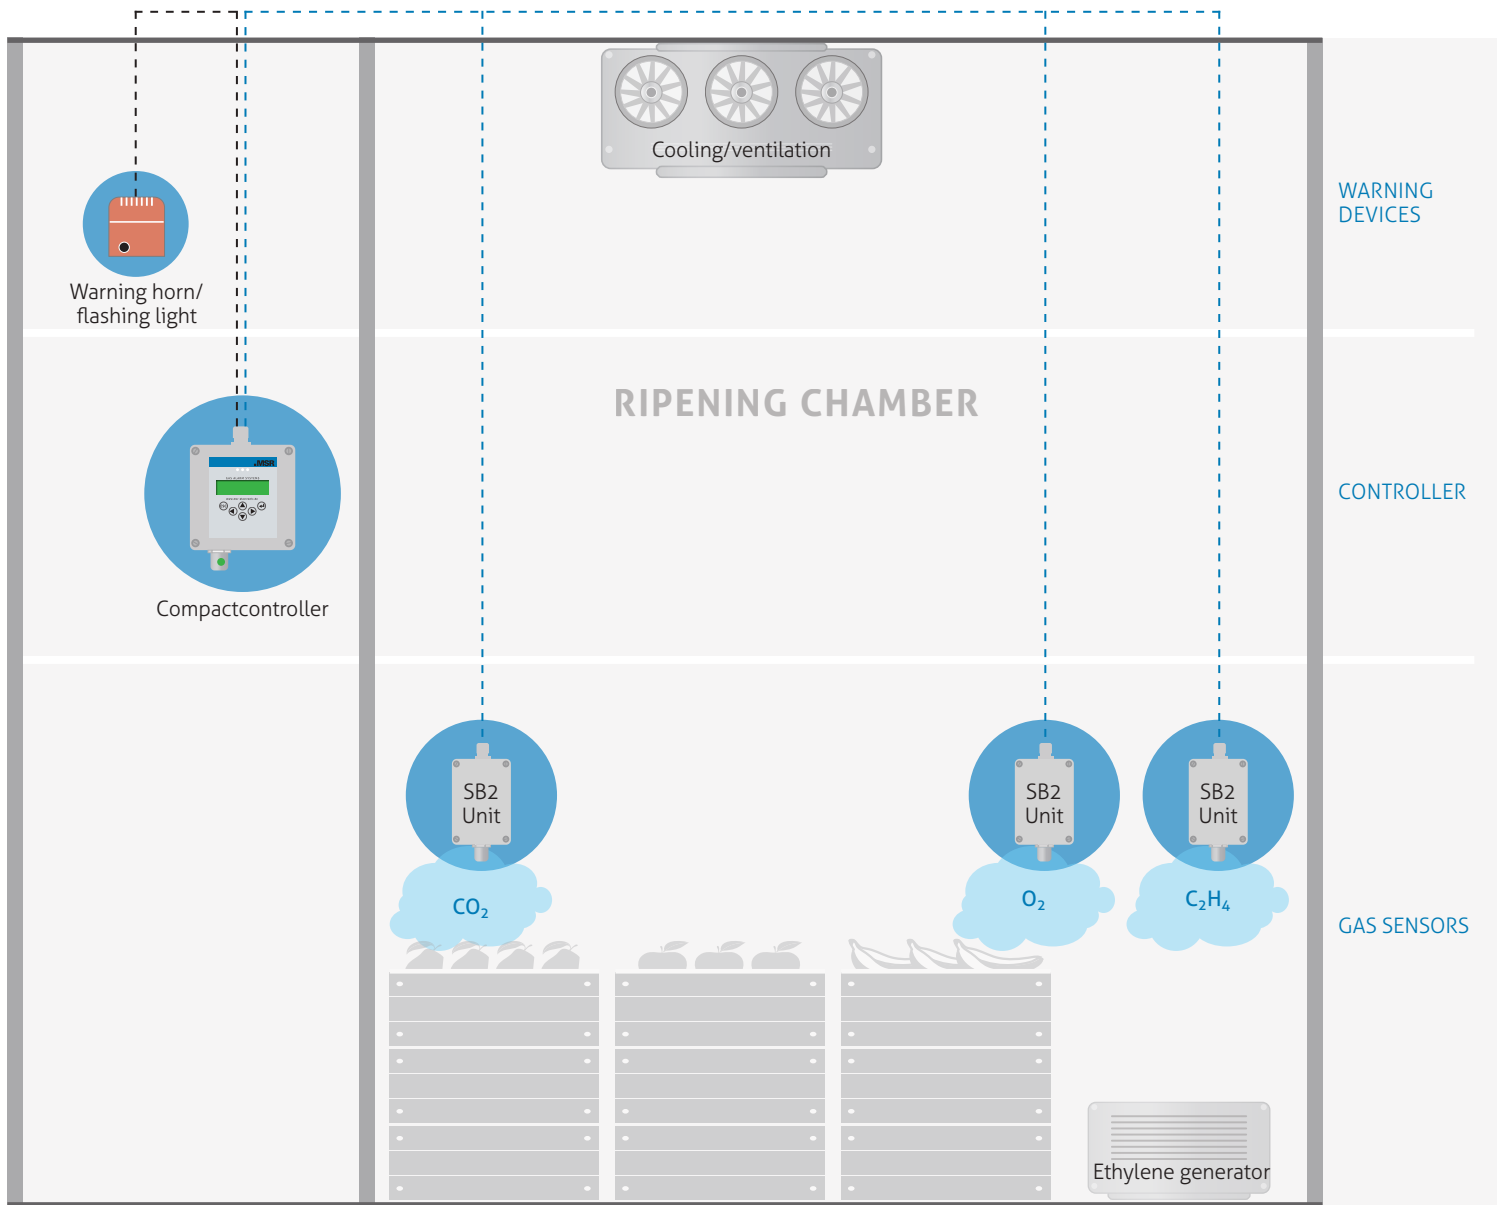 Cooling/ventilation
WARNING
DEVICES
Warning horn/
flashing light
RIPENING CHAMBER
MSR
CONTROLLER
Compactcontroller
SB2
Unit
SB2
Unit
SB2
Unit
CO₂
O₂
C₂H₄
GAS SENSORS
Ethylene generator